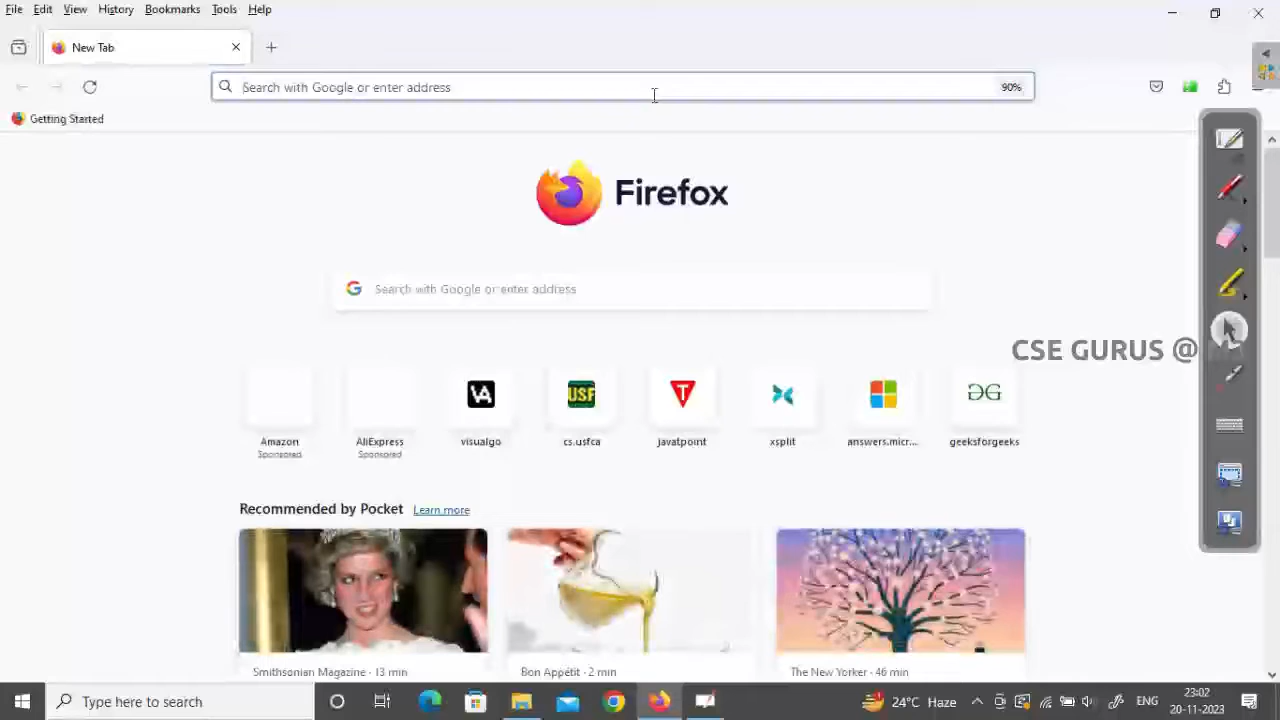 File Edit View History Bookmarks Tools Help
New Tab
Search with Google or enter address
90%
Getting Started
Firefox
Search with Google or enter address
CSE GURUS @
VA
USF
T
Amazon
Sponsored
AliExpress
Sponsored
visualgo
cs.usfca
javatpoint
xsplit
answers.micr...
geeksforgeeks
Recommended by Pocket Learn more
Smithsonian Magazine · 13 min
Bon Appétit · 2 min
The New Yorker · 46 min
Type here to search
24°C Haze
ENG
23:02
20-11-2023